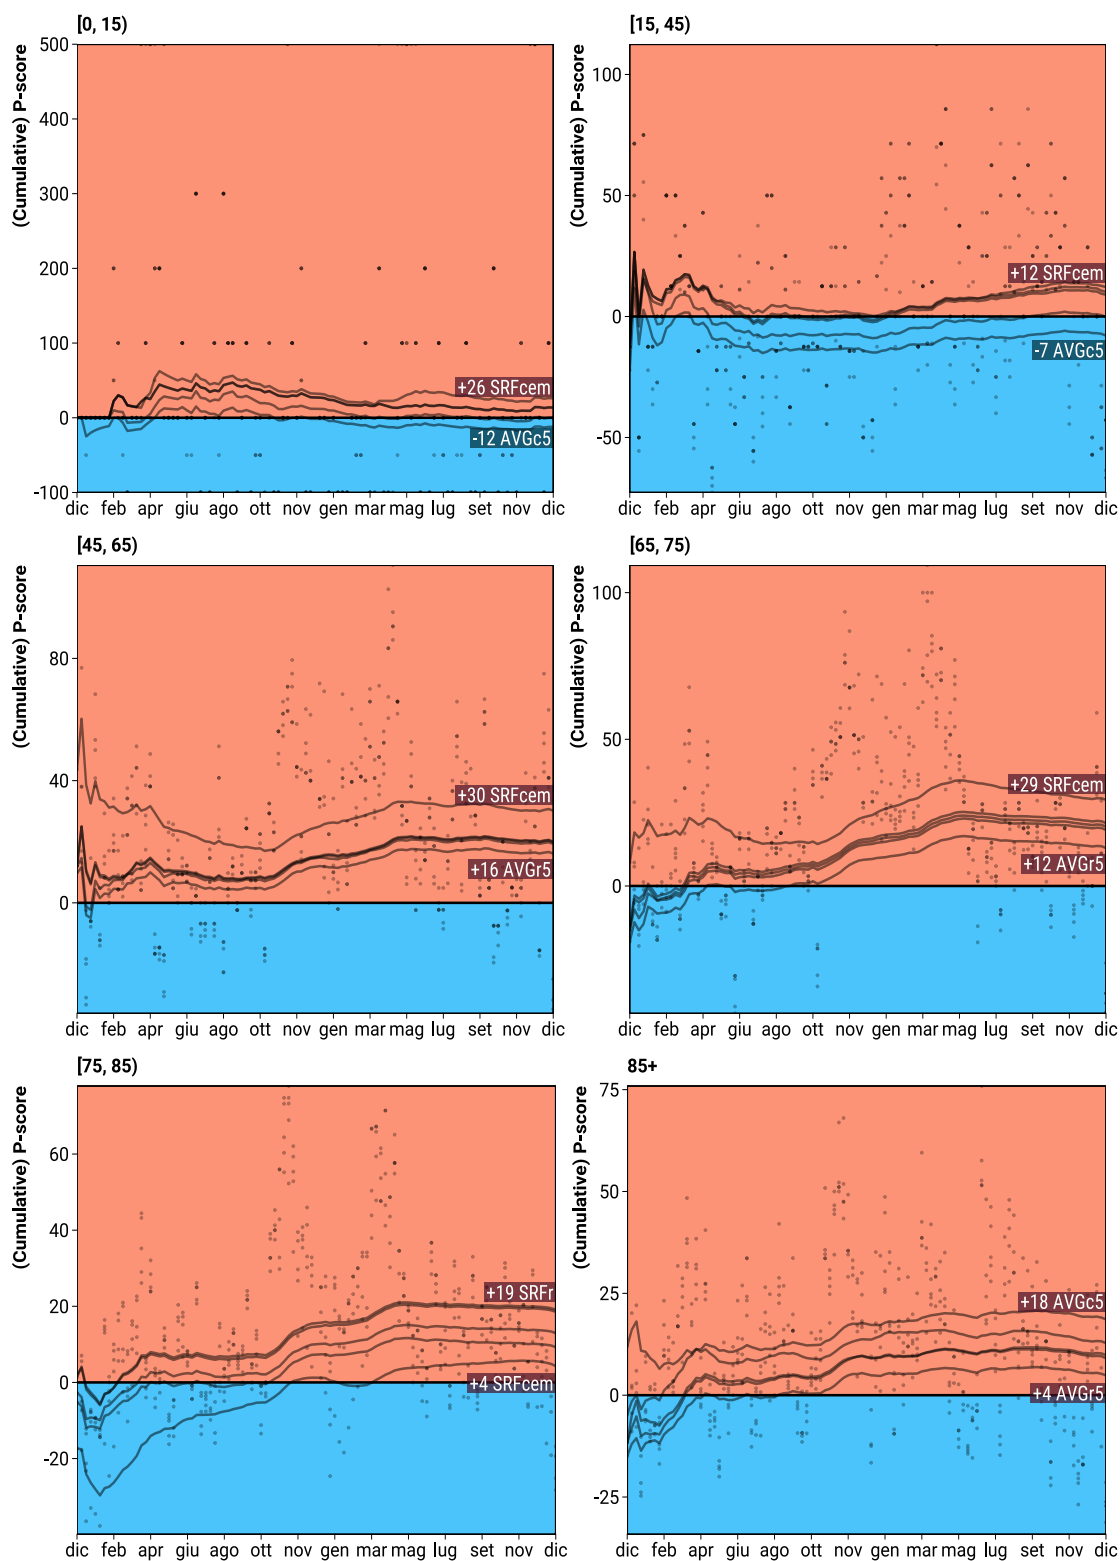 [0, 15)
(Cumulative) P-score
500
400
300
200
100
0
-100
+26 SRFcem
-12 AVGc5
dic feb apr giu ago ott nov gen mar mag lug set nov dic
[15, 45)
(Cumulative) P-score
100
50
0
-50
+12 SRFcem
-7 AVGc5
dic feb apr giu ago ott nov gen mar mag lug set nov dic
[45, 65)
(Cumulative) P-score
80
40
0
+30 SRFcem
+16 AVGr5
dic feb apr giu ago ott nov gen mar mag lug set nov dic
[65, 75)
(Cumulative) P-score
100
50
0
+29 SRFcem
+12 AVGr5
dic feb apr giu ago ott nov gen mar mag lug set nov dic
[75, 85)
(Cumulative) P-score
60
40
20
0
-20
+19 SRFr
+4 SRFcem
dic feb apr giu ago ott nov gen mar mag lug set nov dic
85+
(Cumulative) P-score
75
50
25
0
-25
+18 AVGc5
+4 AVGr5
dic feb apr giu ago ott nov gen mar mag lug set nov dic